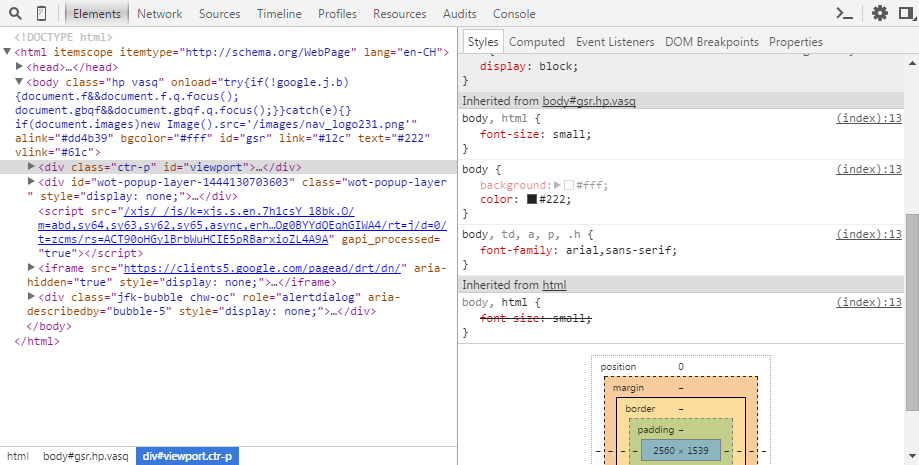 Elements Network Sources Timeline Profiles Resources Audits Console
<!DOCTYPE html>
<html itemscope itemtype="http://schema.org/WebPage" lang="en-CH">
<head>…</head>
<body class="hp vasq" onload="try{if(!google.j.b)
{document.f&&document.f.q.focus();
document.gbqf&&document.gbqf.q.focus();}}catch(e){}
if(document.images)new Image().src='/images/nav_logo231.png'"
alink="#dd4b39" bgcolor="#fff" id="gsr" link="#12c" text="#222"
vlink="#61c">
<div class="ctr-p" id="viewport">…</div>
<div id="wot-popup-layer-1444130703603" class="wot-popup-layer
" style="display: none;">…</div>
<script src="/xjs/_/js/k=xjs.s.en.7h1csY_18bk.O/
m=abd,sy64,sy63,sy62,sy65,async,erh…Og0BYYdQEqhGIWA4/rt=j/d=0/
t=zcms/rs=ACT90oHGylBrbWuHCIE5pRBarxioZL4A9A" gapi_processed=
"true"></script>
<iframe src="https://clients5.google.com/pagead/drt/dn/" aria-
hidden="true" style="display: none;">…</iframe>
<div class="jfk-bubble chw-oc" role="alertdialog" aria-
describedby="bubble-5" style="display: none;">…</div>
</body>
</html>
html body#gsr.hp.vasq div#viewport.ctr-p
Styles Computed Event Listeners DOM Breakpoints Properties
display: block;
}
Inherited from body#gsr.hp.vasq
body, html { (index):13
font-size: small;
}
body { (index):13
background: #fff;
color: #222;
}
body, td, a, p, .h { (index):13
font-family: arial,sans-serif;
}
Inherited from html
body, html { (index):13
font-size: small;
}
position 0
margin –
border –
padding –
2560 × 1539